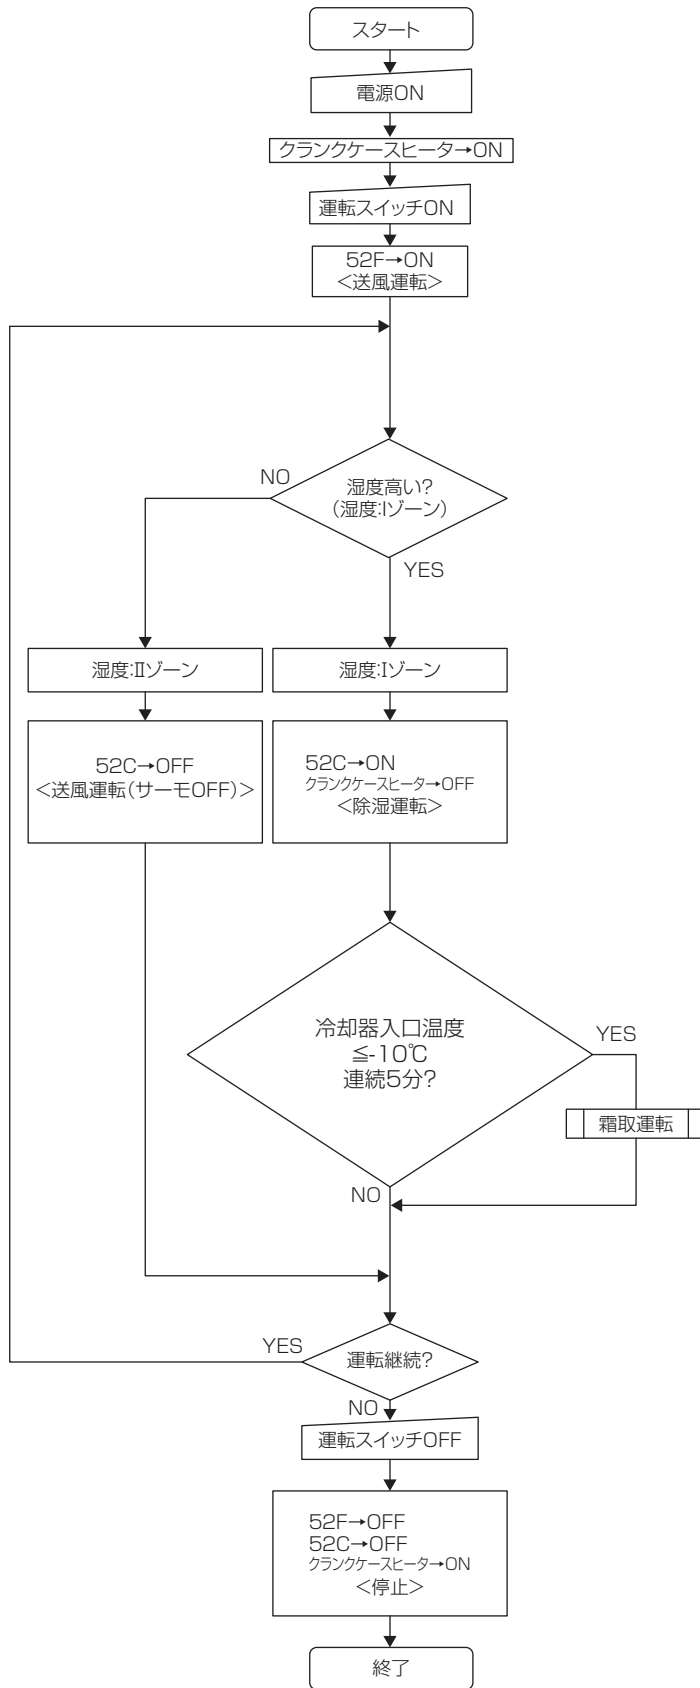 スタート
電源ON
クランクケースヒータ→ON
運転スイッチON
52F→ON
<送風運転>
NO
湿度高い?
(湿度:Iゾーン)
YES
湿度:IIゾーン
湿度:Iゾーン
52C→OFF
<送風運転(サーモOFF)>
52C→ON
クランクケースヒータ→OFF
<除湿運転>
冷却器入口温度
≦-10℃
連続5分?
YES
霜取運転
NO
YES
運転継続?
NO
運転スイッチOFF
52F→OFF
52C→OFF
クランクケースヒータ→ON
<停止>
終了